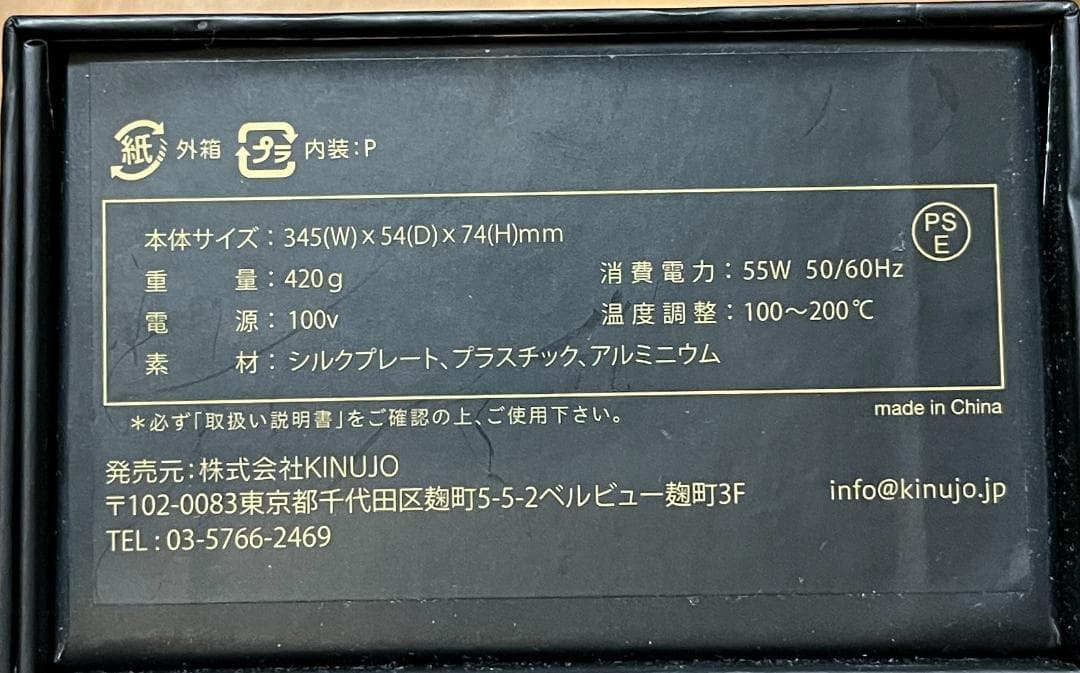 紙 外箱 プラ 内装:P
PS
E
本体サイズ:345(W)×54(D)×74(H)mm
重量:420g 消費電力:55W 50/60Hz
電源:100v 温度調整:100〜200℃
素材:シルクプレート、プラスチック、アルミニウム
＊必ず「取扱い説明書」をご確認の上、ご使用下さい。
made in China
発売元:株式会社KINUJO
〒102-0083東京都千代田区麹町5-5-2ベルビュー麹町3F
info@kinujo.jp
TEL:03-5766-2469